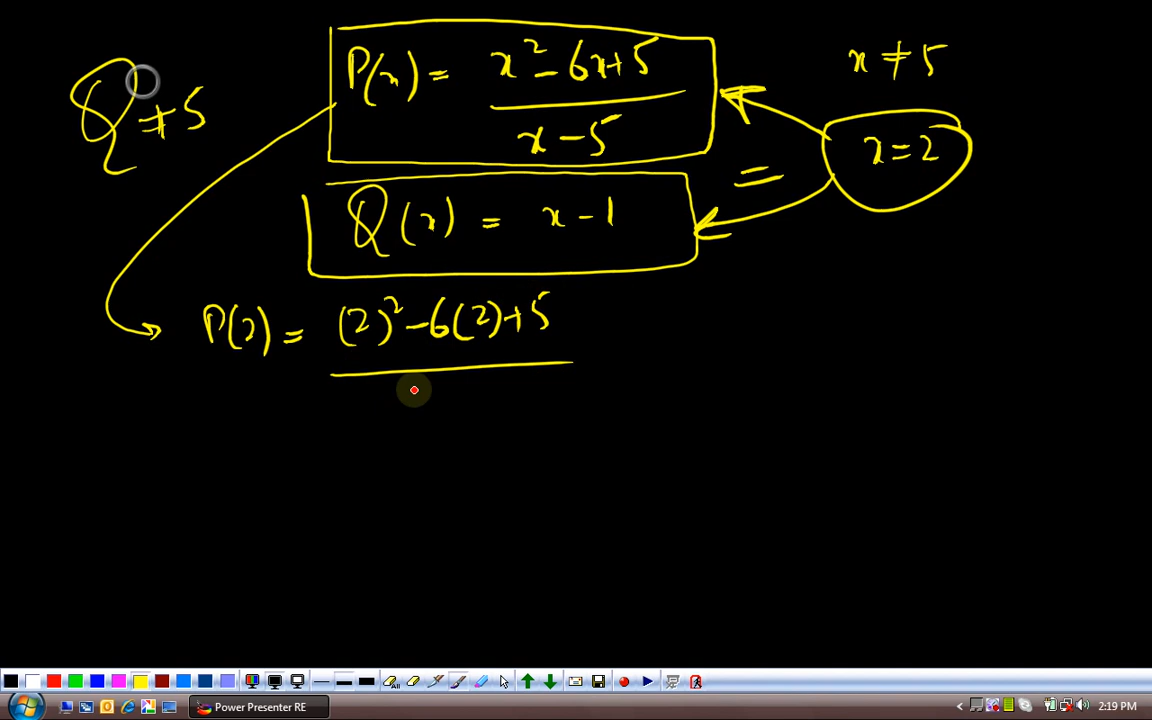 P(x) = x² - 6x + 5
x - 5
x ≠ 5
Q ≠ 5
x = 2
=
Q(x) = x - 1
P(2) = (2)² - 6(2) + 5
Power Presenter RE
2:19 PM